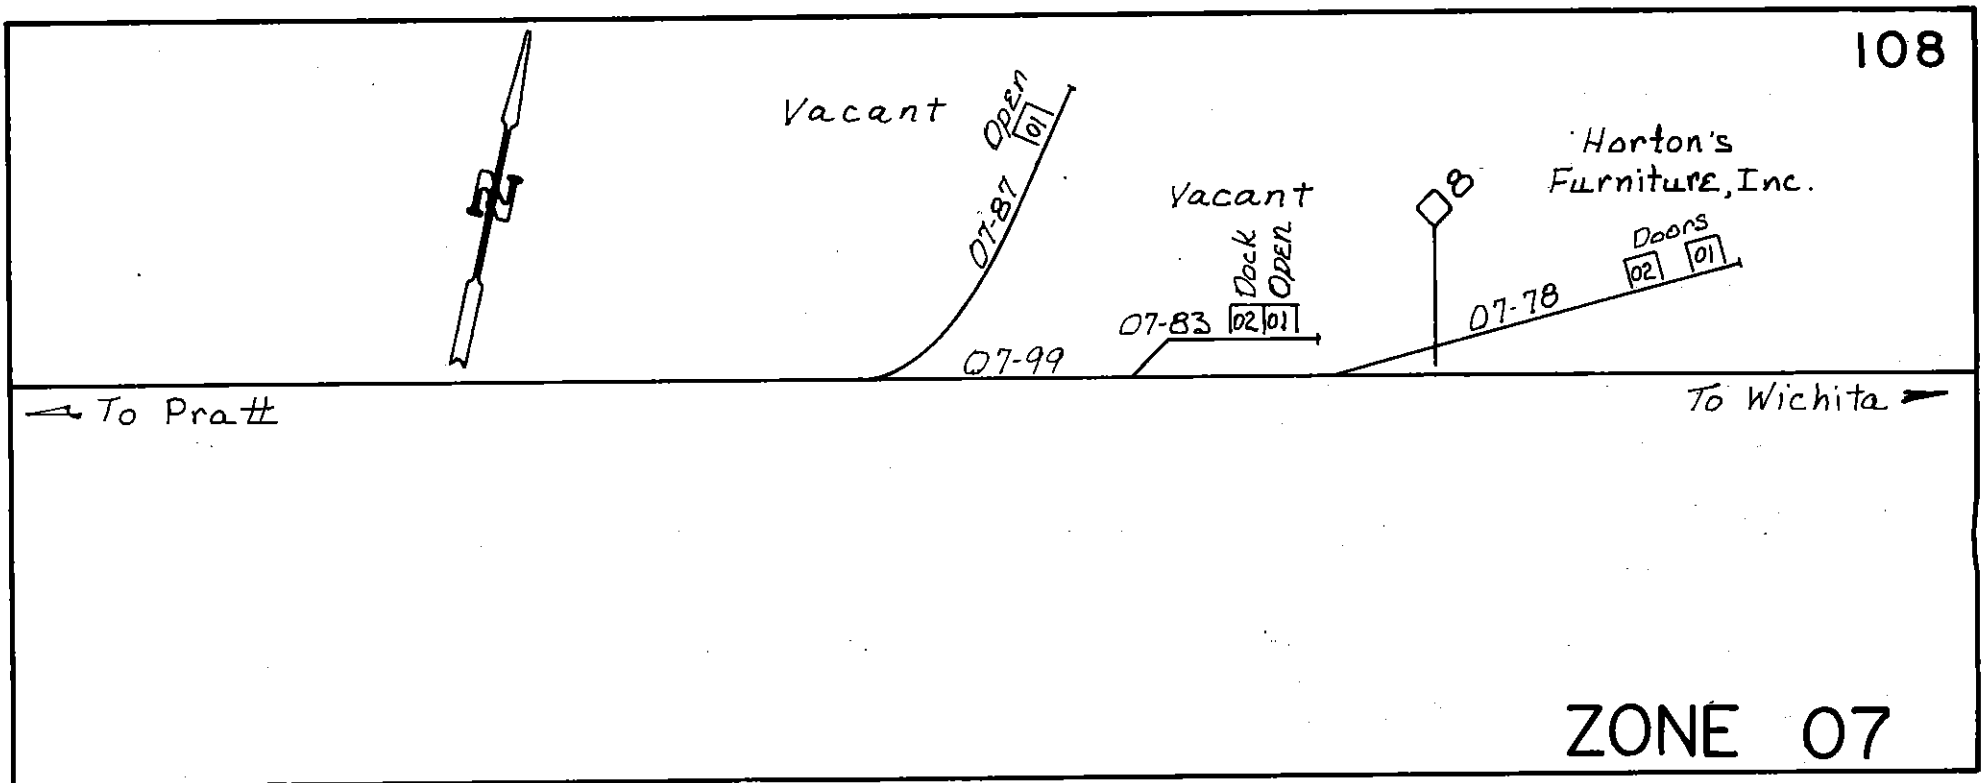 108
N
Vacant
Open
01
07-87
Vacant
Dock
Open
07-83
02 01
8
Horton's
Furniture, Inc.
Doors
02 01
07-78
07-99
To Pratt
To Wichita
ZONE 07